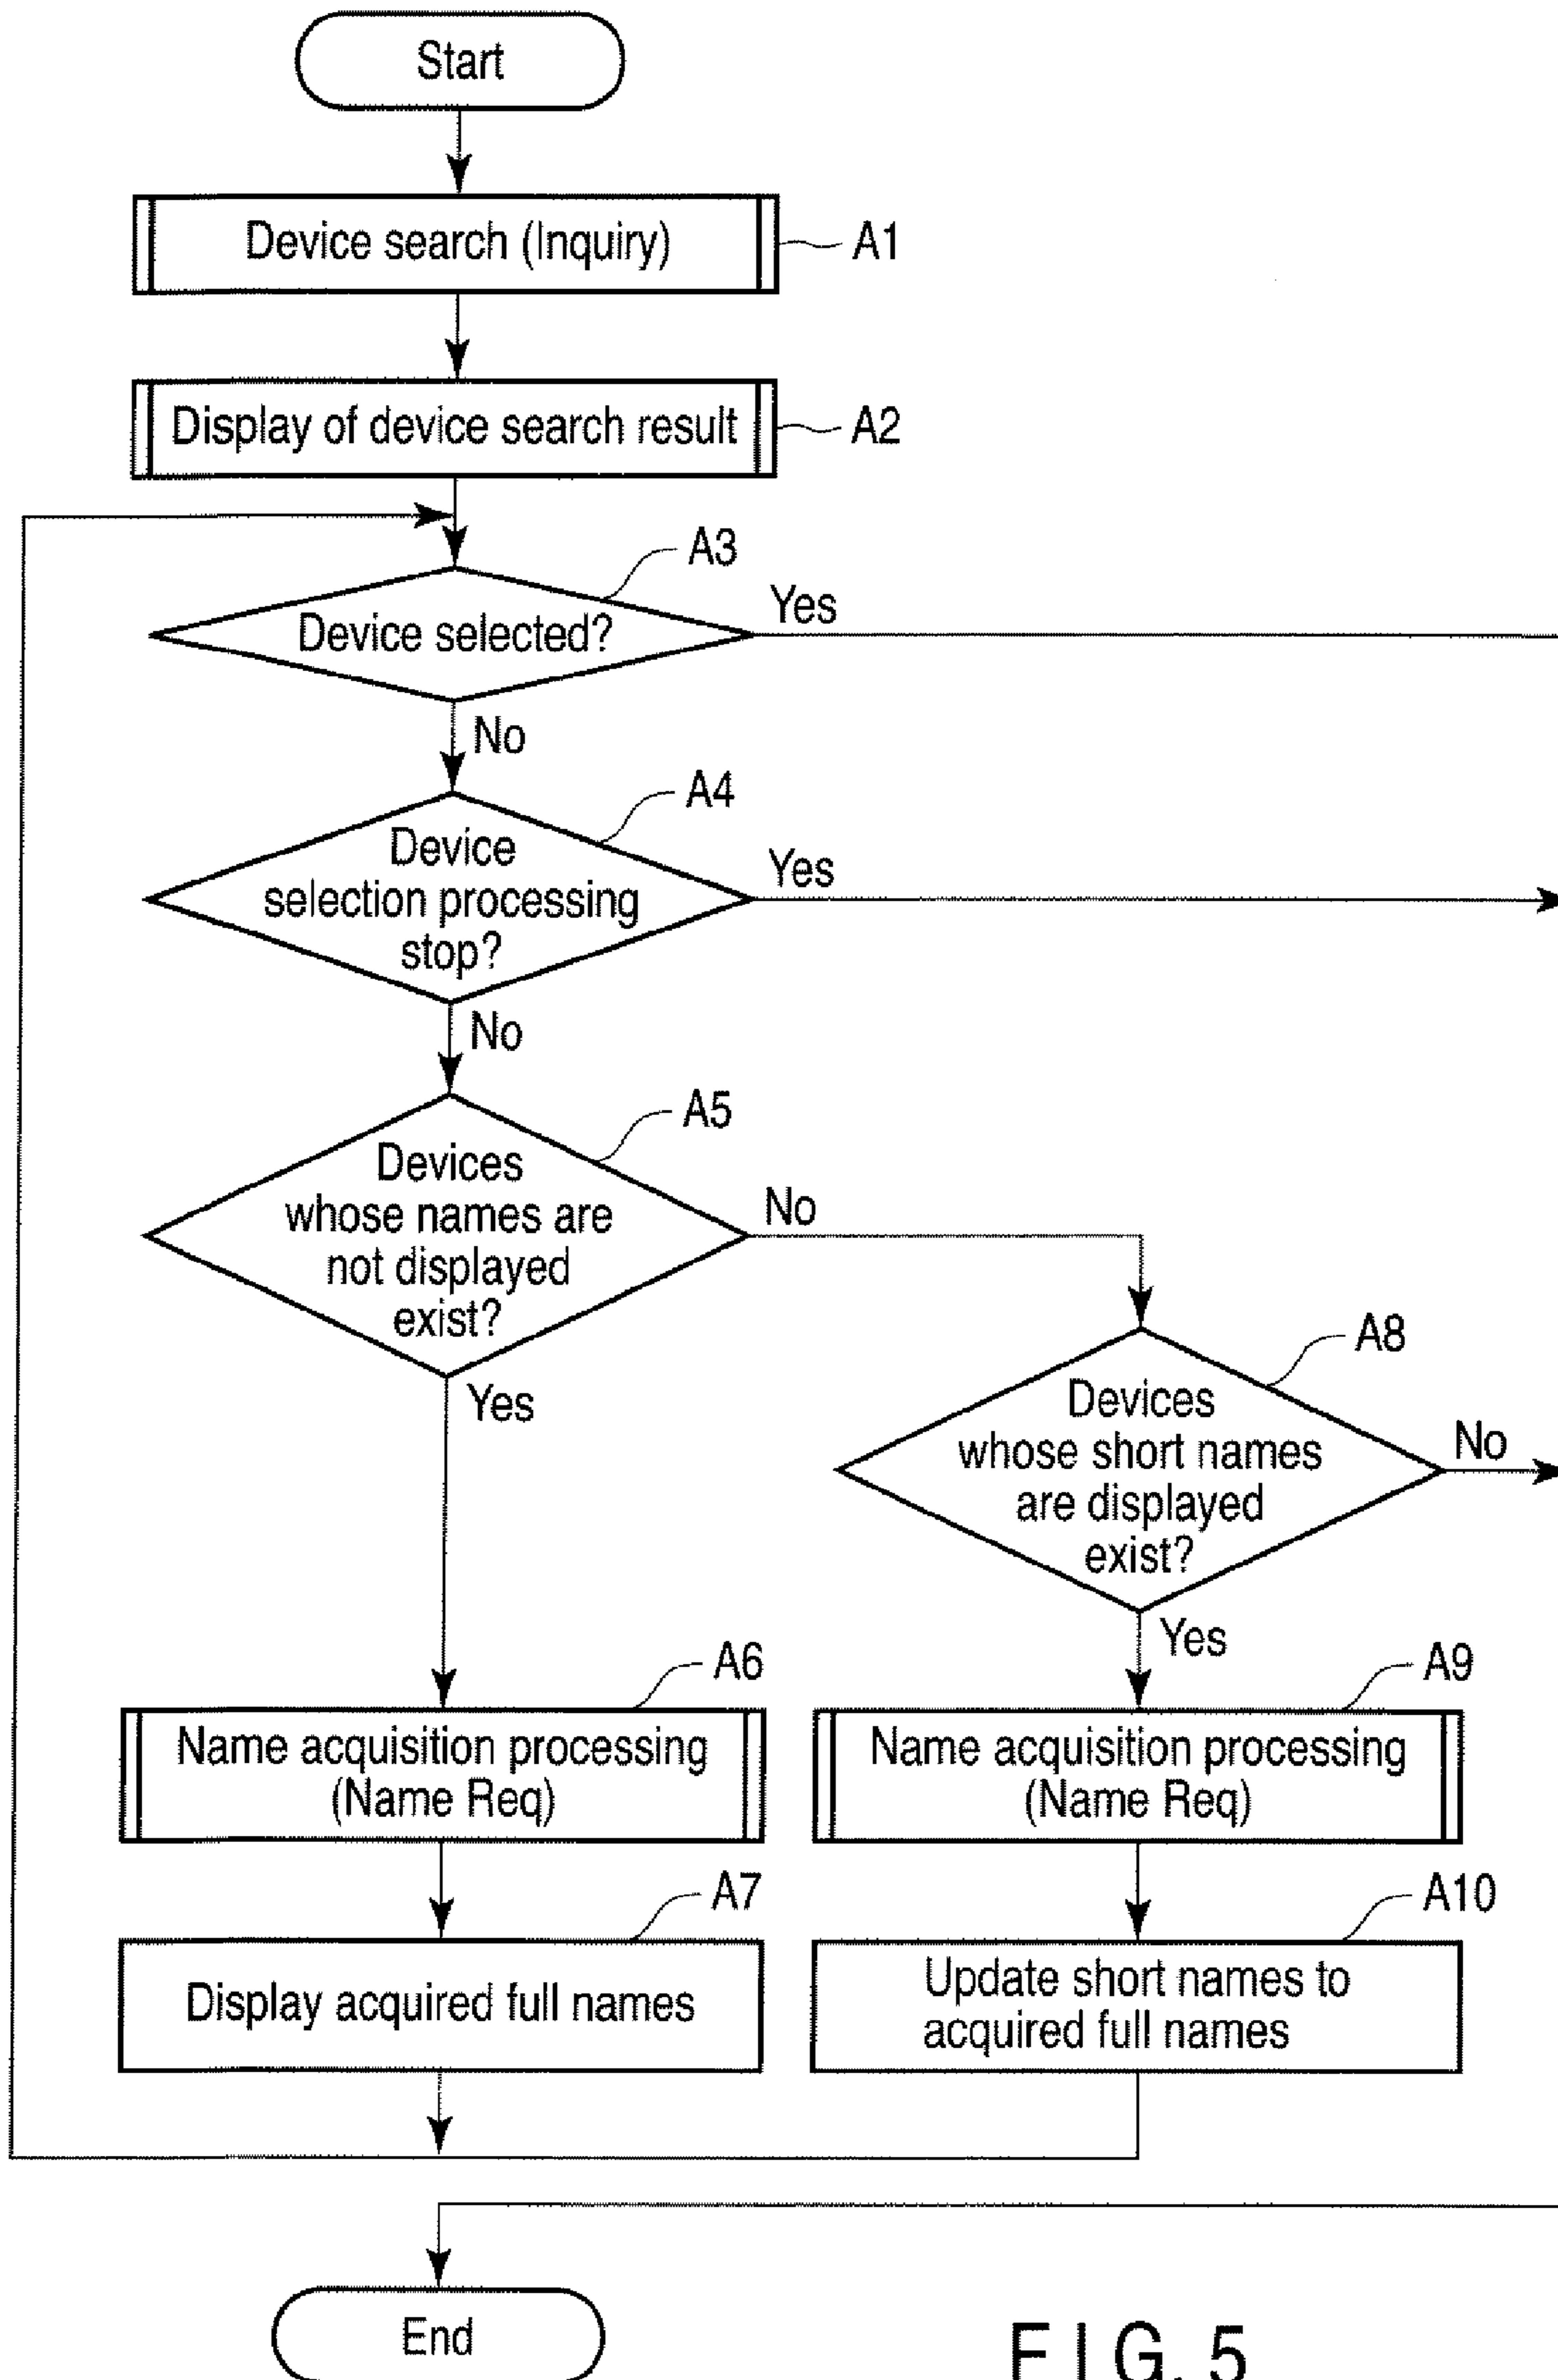 Start
Device search (Inquiry)
A1
Display of device search result
A2
A3
Device selected?
Yes
No
A4
Device
selection processing
stop?
Yes
No
A5
Devices
whose names are
not displayed
exist?
No
Yes
A8
Devices
whose short names
are displayed
exist?
No
Yes
A6
Name acquisition processing
(Name Req)
A9
Name acquisition processing
(Name Req)
A7
Display acquired full names
A10
Update short names to
acquired full names
End
FIG. 5